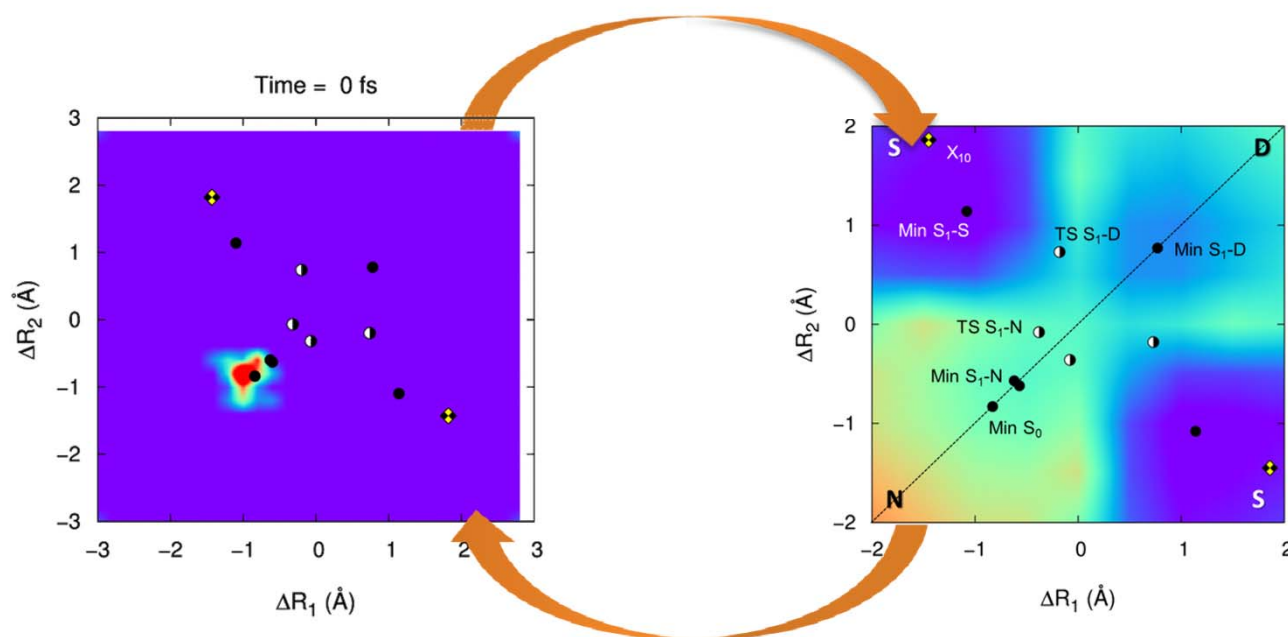 Time =  0 fs
3
2
1
0
−1
−2
−3
ΔR₂ (Å)
−3 −2 −1 0 1 2 3
ΔR₁ (Å)
2
1
0
−1
−2
ΔR₂ (Å)
S
X₁₀
D
Min S₁-S
TS S₁-D
Min S₁-D
TS S₁-N
Min S₁-N
Min S₀
N
S
−2 −1 0 1 2
ΔR₁ (Å)